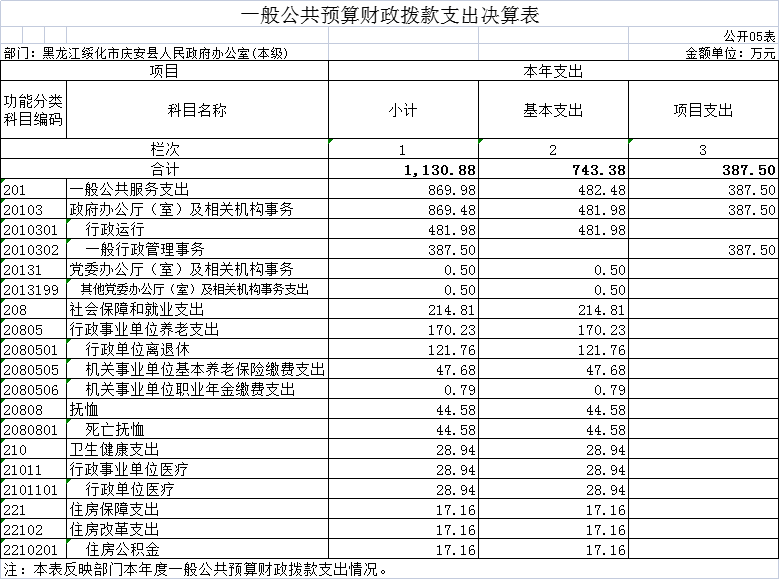 一般公共预算财政拨款支出决算表
公开05表
部门：黑龙江绥化市庆安县人民政府办公室(本级) 金额单位：万元
项目 本年支出
功能分类科目编码 科目名称 小计 基本支出 项目支出
栏次 1 2 3
合计 1,130.88 743.38 387.50
201 一般公共服务支出 869.98 482.48 387.50
20103 政府办公厅（室）及相关机构事务 869.48 481.98 387.50
2010301 行政运行 481.98 481.98
2010302 一般行政管理事务 387.50 387.50
20131 党委办公厅（室）及相关机构事务 0.50 0.50
2013199 其他党委办公厅（室）及相关机构事务支出 0.50 0.50
208 社会保障和就业支出 214.81 214.81
20805 行政事业单位养老支出 170.23 170.23
2080501 行政单位离退休 121.76 121.76
2080505 机关事业单位基本养老保险缴费支出 47.68 47.68
2080506 机关事业单位职业年金缴费支出 0.79 0.79
20808 抚恤 44.58 44.58
2080801 死亡抚恤 44.58 44.58
210 卫生健康支出 28.94 28.94
21011 行政事业单位医疗 28.94 28.94
2101101 行政单位医疗 28.94 28.94
221 住房保障支出 17.16 17.16
22102 住房改革支出 17.16 17.16
2210201 住房公积金 17.16 17.16
注：本表反映部门本年度一般公共预算财政拨款支出情况。